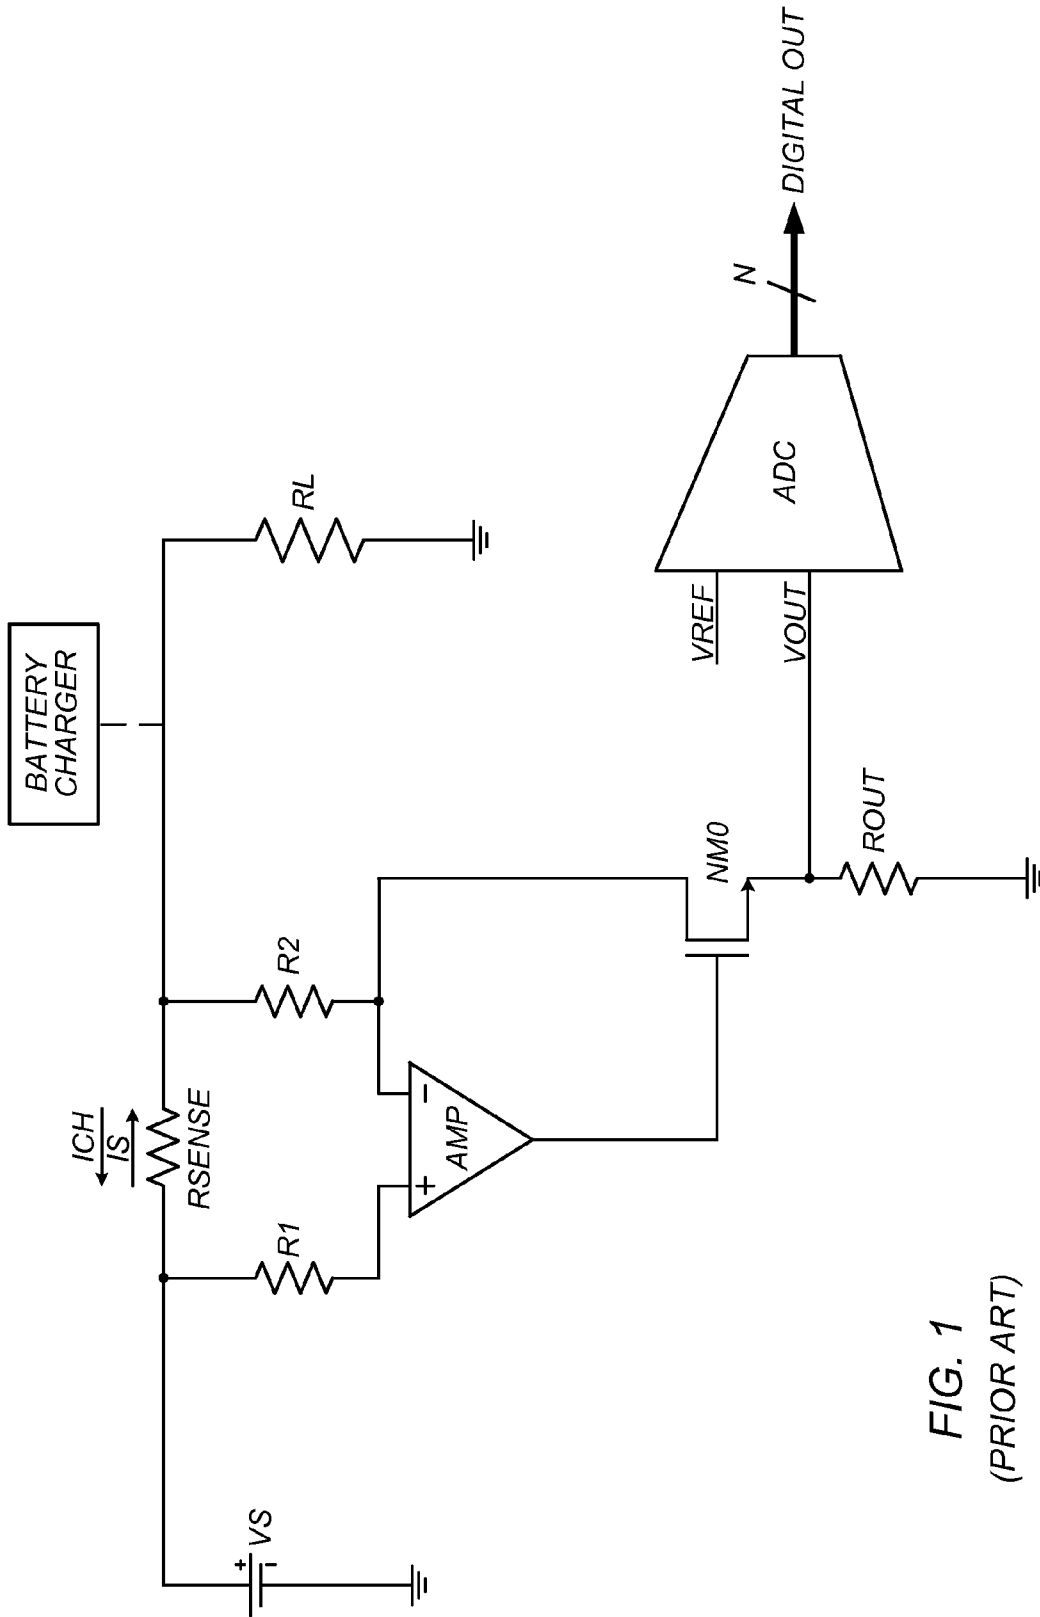 BATTERY
CHARGER
ICH
IS
RSENSE
VS
+
-
R1
R2
RL
+
-
AMP
NM0
ROUT
VREF
VOUT
ADC
N
DIGITAL OUT
FIG. 1
(PRIOR ART)